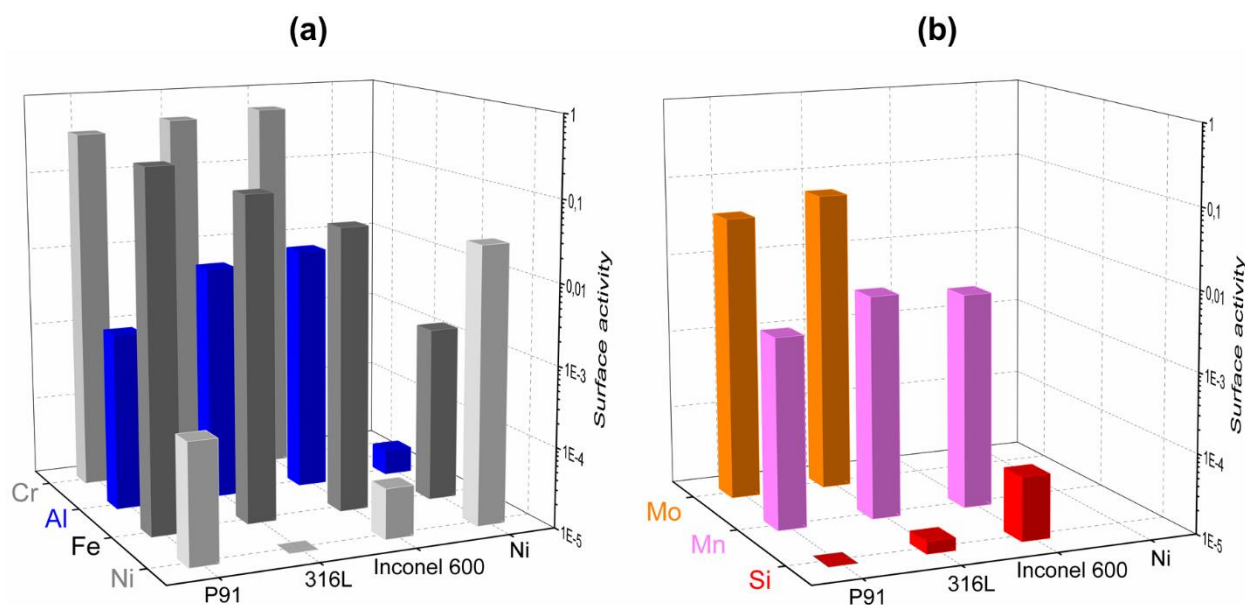 (a)
1
0,1
0,01
1E-3
1E-4
1E-5
Surface activity
Cr
Al
Fe
Ni
P91
316L
Inconel 600
Ni
(b)
1
0,1
0,01
1E-3
1E-4
1E-5
Surface activity
Mo
Mn
Si
P91
316L
Inconel 600
Ni